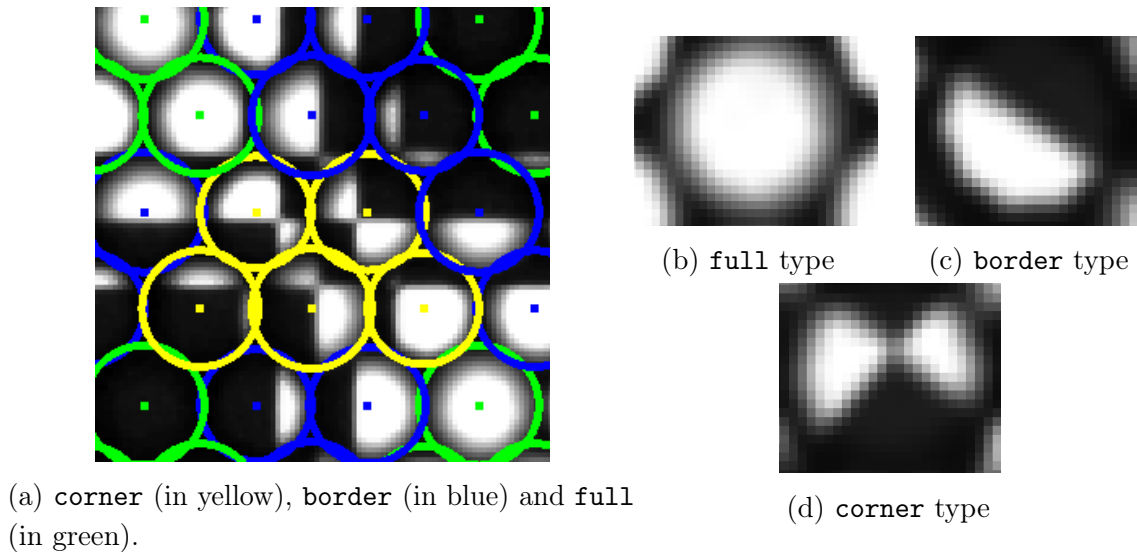 (b) full type
(c) border type
(d) corner type
(a) corner (in yellow), border (in blue) and full
(in green).